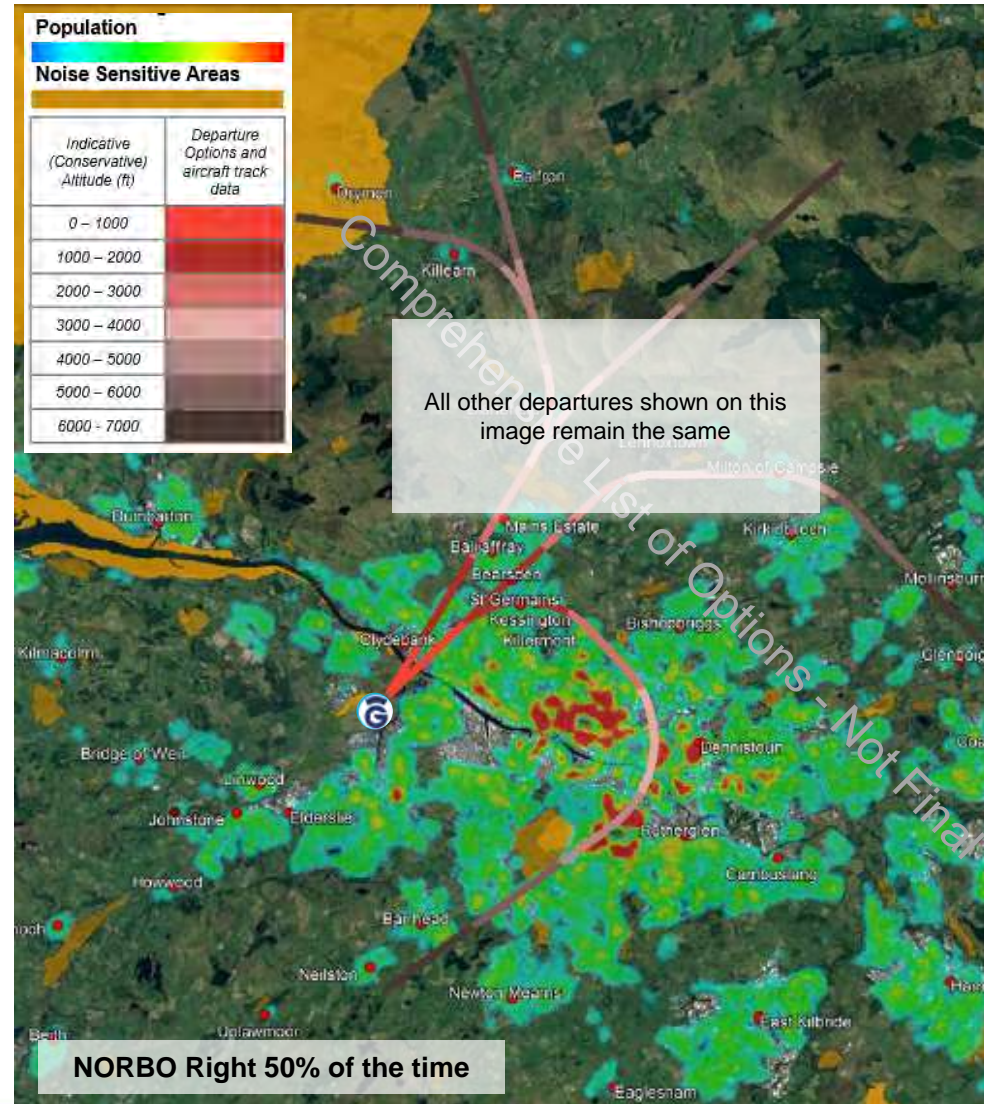 Population
Noise Sensitive Areas
Indicative
(Conservative)
Altitude (ft)
Departure
Options and
aircraft track
data
0 – 1000
1000 – 2000
2000 – 3000
3000 – 4000
4000 – 5000
5000 – 6000
6000 - 7000
Drymen
Balfron
Killearn
Comprehensive List of Options - Not Final
All other departures shown on this
image remain the same
Lennoxtown
Milton of Campsie
Dumbarton
Mains Estate
Kirkintilloch
Baljaffray
Bearsden
Mollinsburn
St Germains
Kessington
Bishopbriggs
Clydebank
Killermont
Kilmacolm
Glenboig
G
Dennistoun
Bridge of Weir
Linwood
Johnstone
Elderslie
Rutherglen
Cambuslang
Howwood
Barrhead
Neilston
Newton Mearns
Uplawmoor
East Kilbride
Beith
NORBO Right 50% of the time
Eaglesham